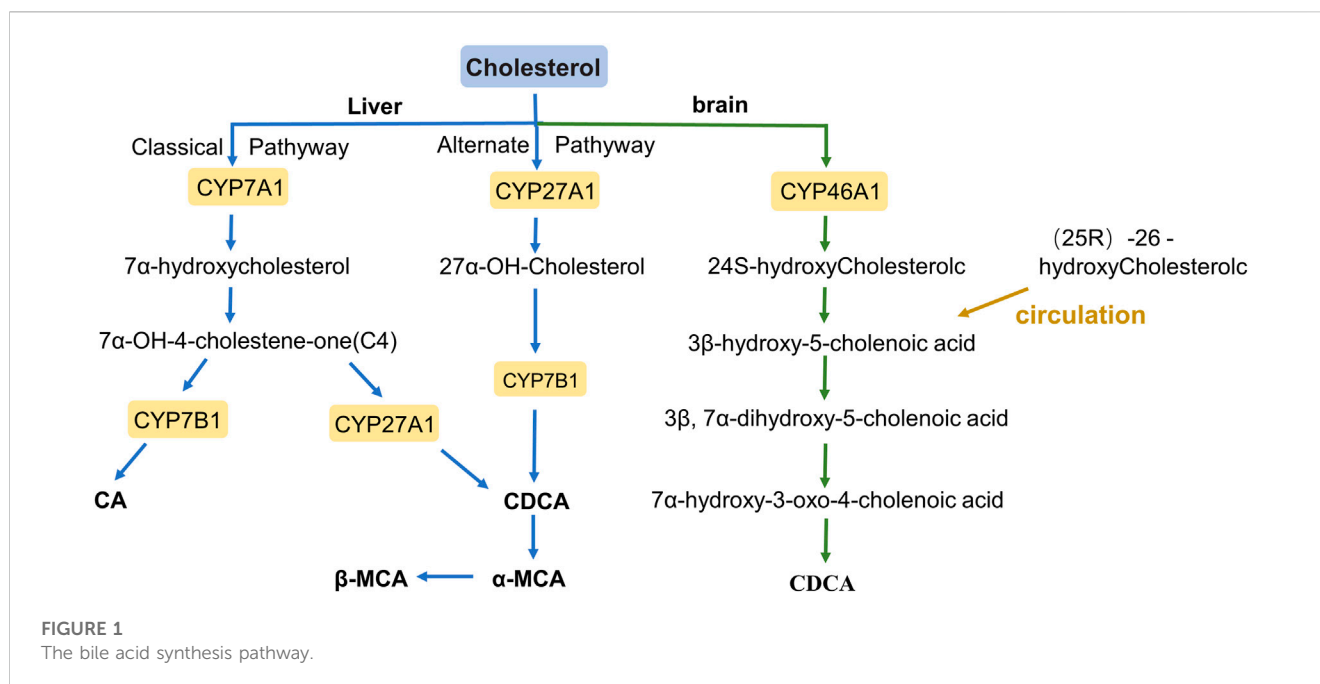 Cholesterol
Liver
brain
Classical Pathyway
Alternate Pathyway
CYP7A1
CYP27A1
CYP46A1
7α-hydroxycholesterol
27α-OH-Cholesterol
24S-hydroxyCholesterolc
(25R) -26 -
hydroxyCholesterolc
circulation
7α-OH-4-cholestene-one(C4)
3β-hydroxy-5-cholenoic acid
CYP7B1
CYP7B1
CYP27A1
3β, 7α-dihydroxy-5-cholenoic acid
CA
CDCA
7α-hydroxy-3-oxo-4-cholenoic acid
β-MCA
α-MCA
CDCA
FIGURE 1
The bile acid synthesis pathway.